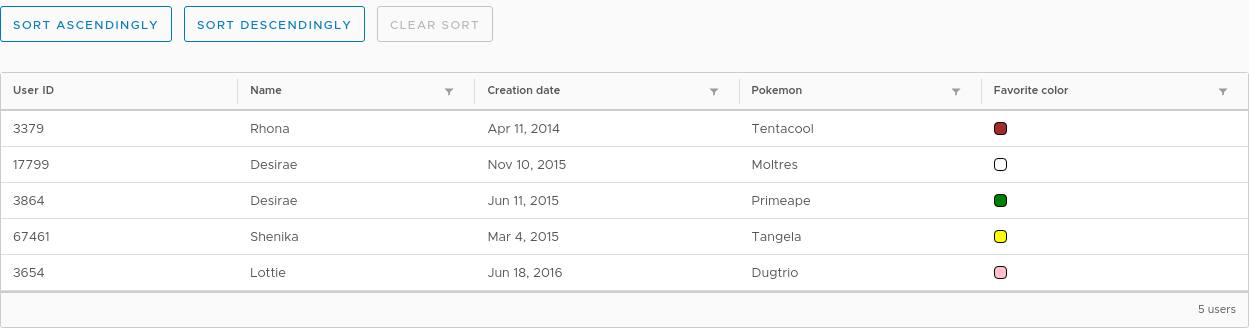 SORT ASCENDINGLY SORT DESCENDINGLY CLEAR SORT
User ID Name Creation date Pokemon Favorite color
3379 Rhona Apr 11, 2014 Tentacool
17799 Desirae Nov 10, 2015 Moltres
3864 Desirae Jun 11, 2015 Primeape
67461 Shenika Mar 4, 2015 Tangela
3654 Lottie Jun 18, 2016 Dugtrio
5 users